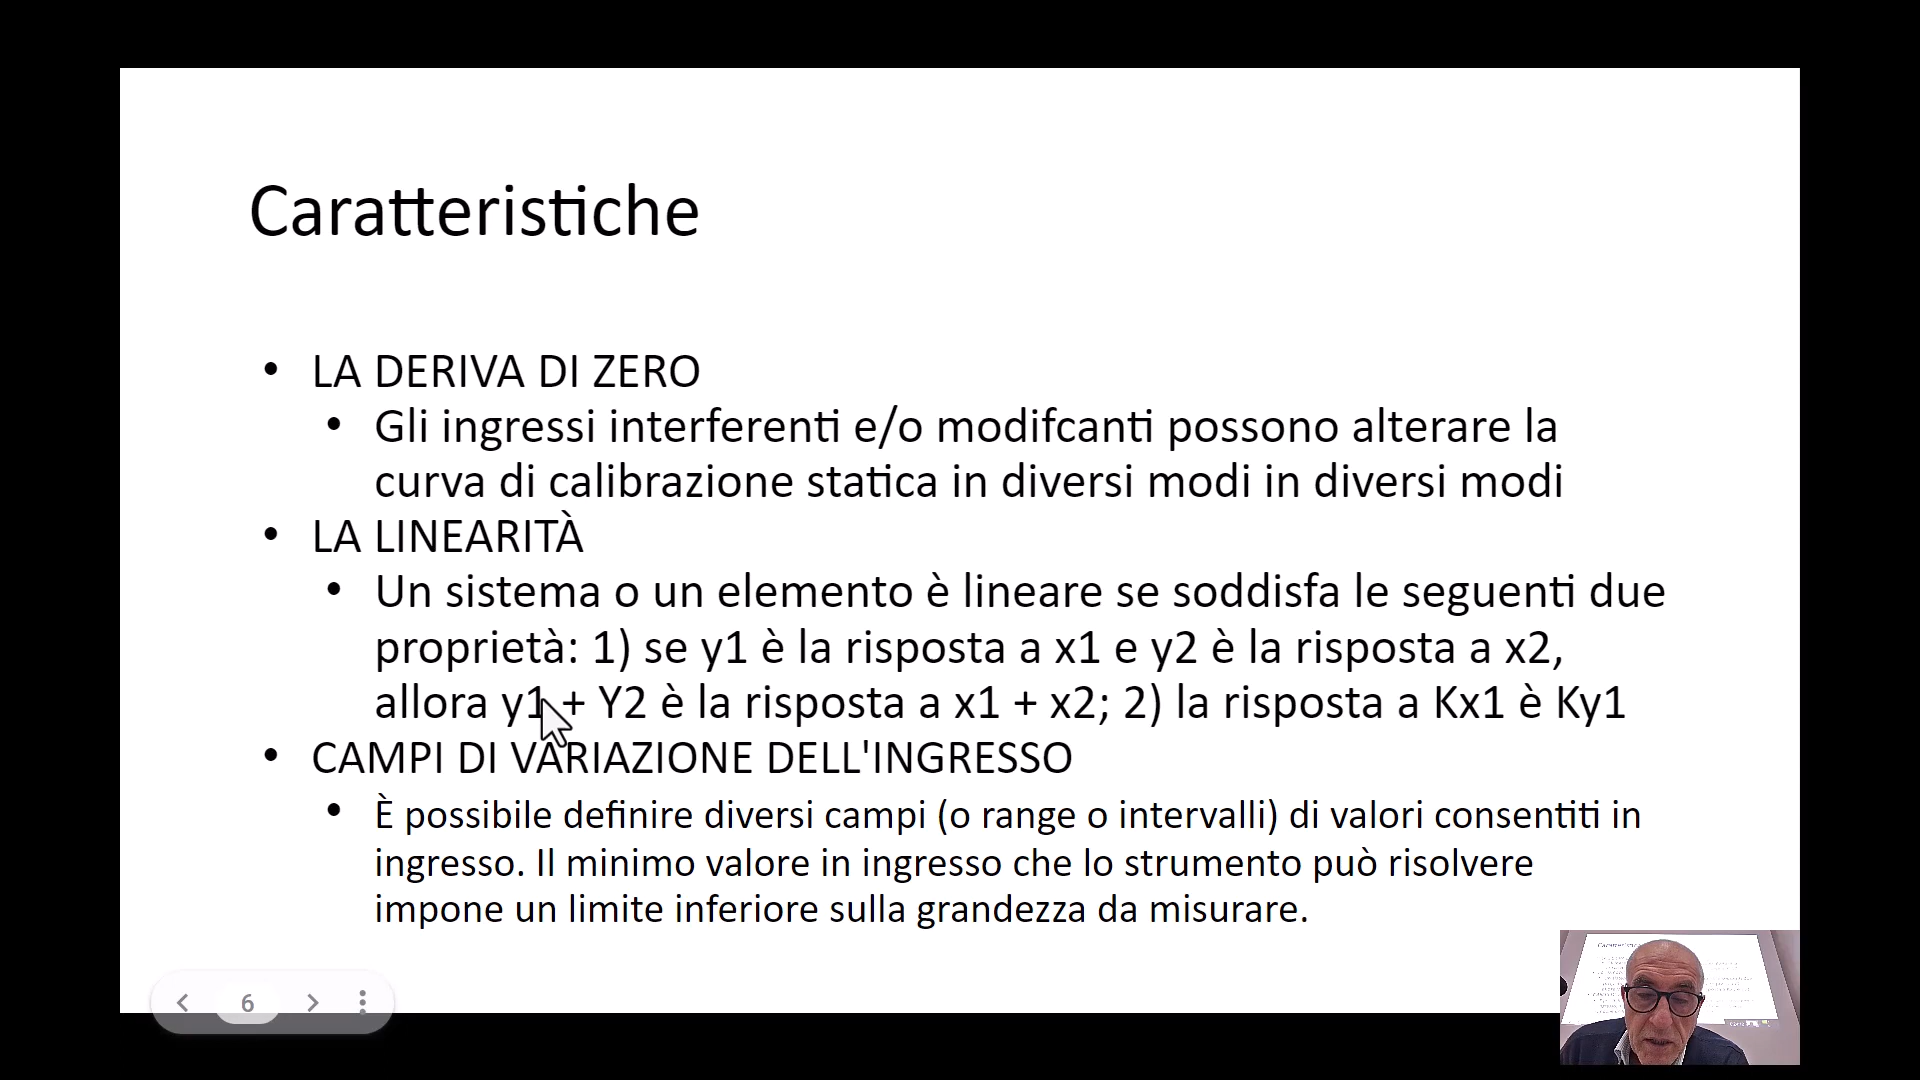 Caratteristiche
• LA DERIVA DI ZERO
• Gli ingressi interferenti e/o modifcanti possono alterare la
curva di calibrazione statica in diversi modi in diversi modi
• LA LINEARITÀ
• Un sistema o un elemento è lineare se soddisfa le seguenti due
proprietà: 1) se y1 è la risposta a x1 e y2 è la risposta a x2,
allora y1 + Y2 è la risposta a x1 + x2; 2) la risposta a Kx1 è Ky1
• CAMPI DI VARIAZIONE DELL'INGRESSO
• È possibile definire diversi campi (o range o intervalli) di valori consentiti in
ingresso. Il minimo valore in ingresso che lo strumento può risolvere
impone un limite inferiore sulla grandezza da misurare.
6